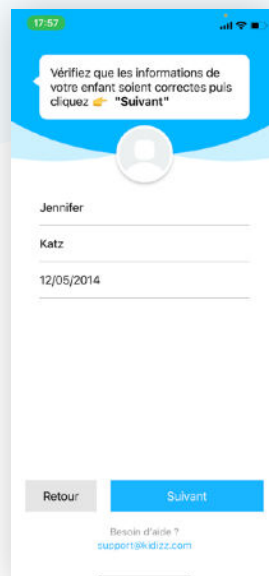 17:57
Vérifiez que les informations de
votre enfant soient correctes puis
cliquez 👉 "Suivant"
Jennifer
Katz
12/05/2014
Retour
Suivant
Besoin d'aide ?
support@kidizz.com